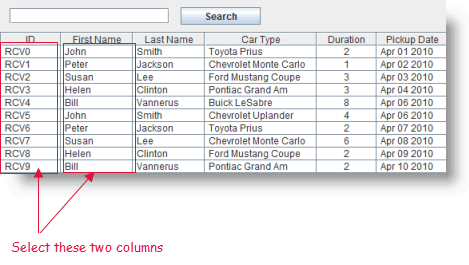 Search
ID First Name Last Name Car Type Duration Pickup Date
RCV0 John Smith Toyota Prius 2 Apr 01 2010
RCV1 Peter Jackson Chevrolet Monte Carlo 1 Apr 02 2010
RCV2 Susan Lee Ford Mustang Coupe 3 Apr 03 2010
RCV3 Helen Clinton Pontiac Grand Am 3 Apr 04 2010
RCV4 Bill Vannerus Buick LeSabre 8 Apr 06 2010
RCV5 John Smith Chevrolet Uplander 4 Apr 06 2010
RCV6 Peter Jackson Toyota Prius 2 Apr 07 2010
RCV7 Susan Lee Chevrolet Monte Carlo 6 Apr 08 2010
RCV8 Helen Clinton Ford Mustang Coupe 2 Apr 09 2010
RCV9 Bill Vannerus Pontiac Grand Am 2 Apr 10 2010
Select these two columns